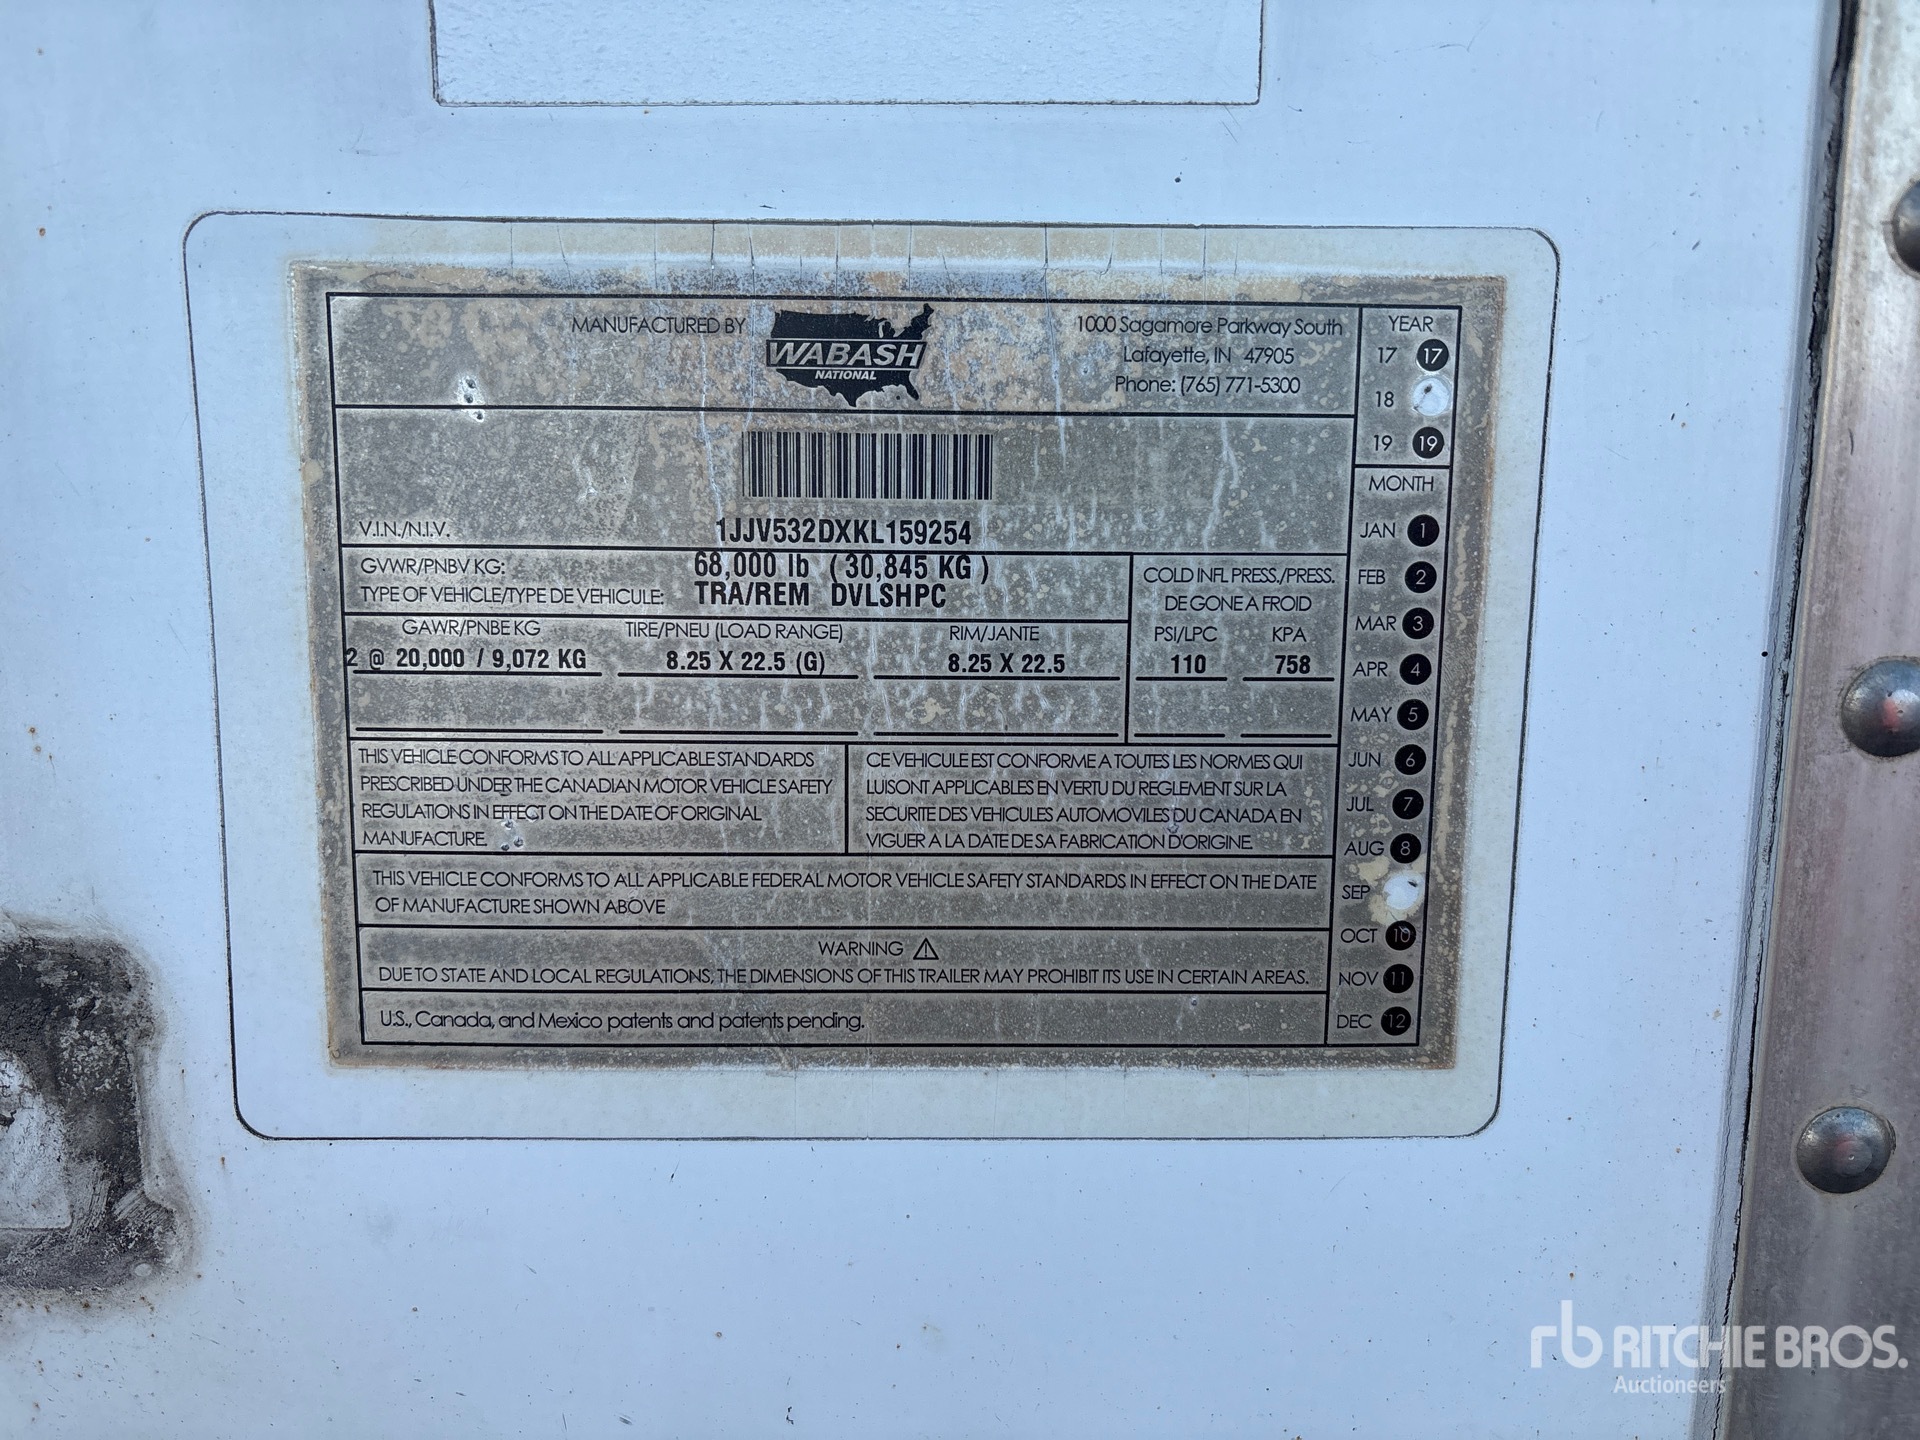 MANUFACTURED BY
WABASH
NATIONAL
1000 Sagamore Parkway South
Lafayette, IN 47905
Phone: (765) 771-5300
YEAR
17 17
18
19 19
V.I.N./N.I.V. 1JJV532DXKL159254
GVWR/PNBV KG: 68,000 lb (30,845 KG)
TYPE OF VEHICLE/TYPE DE VEHICULE: TRA/REM DVLSHPC
COLD INFL PRESS./PRESS.
DE GONE A FROID
GAWR/PNBE KG TIRE/PNEU (LOAD RANGE) RIM/JANTE PSI/LPC KPA
2 @ 20,000 / 9,072 KG 8.25 X 22.5 (G) 8.25 X 22.5 110 758
MONTH
JAN 1
FEB 2
MAR 3
APR 4
MAY 5
JUN 6
JUL 7
AUG 8
SEP
OCT 10
NOV 11
DEC 12
THIS VEHICLE CONFORMS TO ALL APPLICABLE STANDARDS
PRESCRIBED UNDER THE CANADIAN MOTOR VEHICLE SAFETY
REGULATIONS IN EFFECT ON THE DATE OF ORIGINAL
MANUFACTURE.
CE VEHICULE EST CONFORME A TOUTES LES NORMES QUI
LUISONT APPLICABLES EN VERTU DU REGLEMENT SUR LA
SECURITE DES VEHICULES AUTOMOVILES DU CANADA EN
VIGUER A LA DATE DE SA FABRICATION D'ORIGINE.
THIS VEHICLE CONFORMS TO ALL APPLICABLE FEDERAL MOTOR VEHICLE SAFETY STANDARDS IN EFFECT ON THE DATE
OF MANUFACTURE SHOWN ABOVE
WARNING
DUE TO STATE AND LOCAL REGULATIONS, THE DIMENSIONS OF THIS TRAILER MAY PROHIBIT ITS USE IN CERTAIN AREAS.
U.S., Canada, and Mexico patents and patents pending.
rb RITCHIE BROS.
Auctioneers